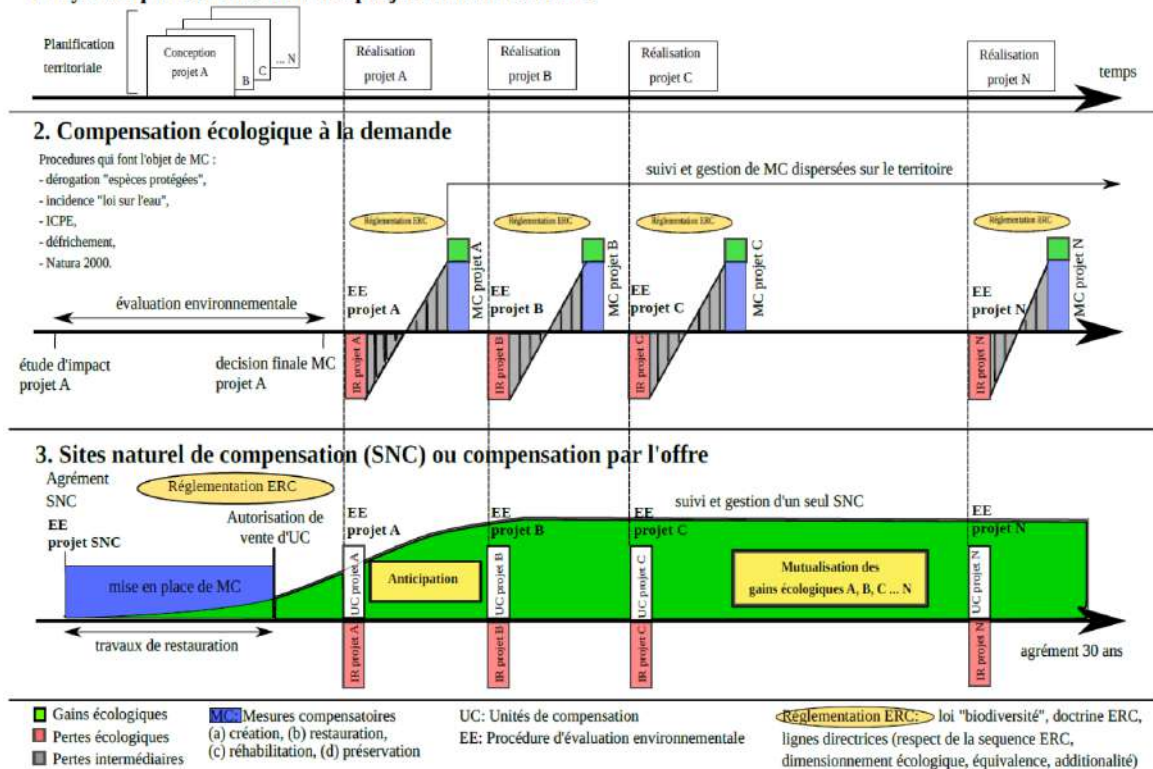 Planification
territoriale
Conception
projet A
B
C
... N
Réalisation
projet A
Réalisation
projet B
Réalisation
projet C
Réalisation
projet N
temps
2. Compensation écologique à la demande
Procedures qui font l'objet de MC :
- dérogation "espèces protégées",
- incidence "loi sur l'eau",
- ICPE,
- défrichement,
- Natura 2000.
suivi et gestion de MC dispersées sur le territoire
Réglementation ERC
Réglementation ERC
Réglementation ERC
Réglementation ERC
évaluation environnementale
étude d'impact
projet A
decision finale MC
projet A
EE
projet A
IR projet A
MC projet A
EE
projet B
IR projet B
MC projet B
EE
projet C
IR projet C
MC projet C
EE
projet N
IR projet N
MC projet N
3. Sites naturel de compensation (SNC) ou compensation par l'offre
Agrément
SNC
Réglementation ERC
EE
projet SNC
Autorisation de
vente d'UC
suivi et gestion d'un seul SNC
EE
projet A
EE
projet B
EE
projet C
EE
projet N
mise en place de MC
travaux de restauration
UC projet A
IR projet A
Anticipation
UC projet B
IR projet B
UC projet C
IR projet C
Mutualisation des
gains écologiques A, B, C ... N
UC projet N
IR projet N
agrément 30 ans
Gains écologiques
Pertes écologiques
Pertes intermédiaires
MC: Mesures compensatoires
(a) création, (b) restauration,
(c) réhabilitation, (d) préservation
UC: Unités de compensation
EE: Procédure d'évaluation environnementale
Réglementation ERC: loi "biodiversité", doctrine ERC,
lignes directrices (respect de la sequence ERC,
dimensionnement écologique, équivalence, additionalité)